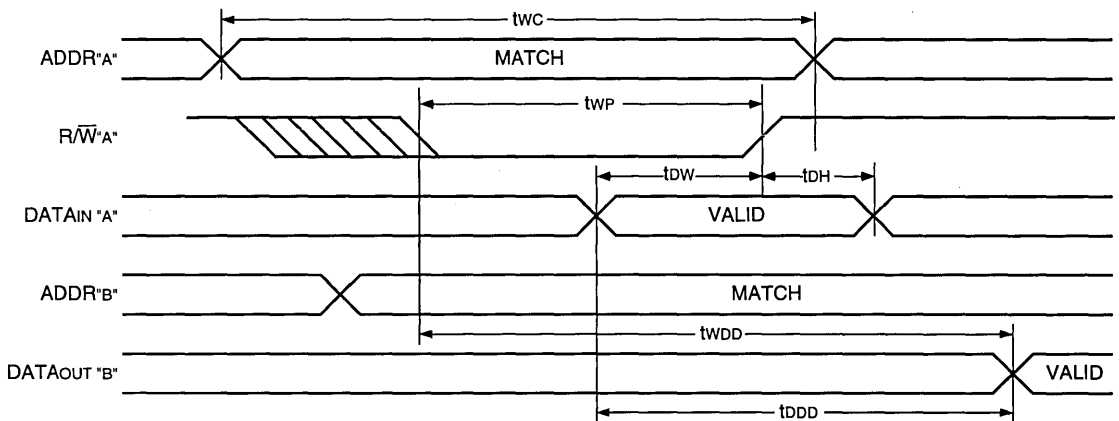 tWC
ADDR"A"
MATCH
tWP
R/W̅"A"
tDW
tDH
DATAIN "A"
VALID
ADDR"B"
MATCH
tWDD
DATAOUT "B"
VALID
tDDD